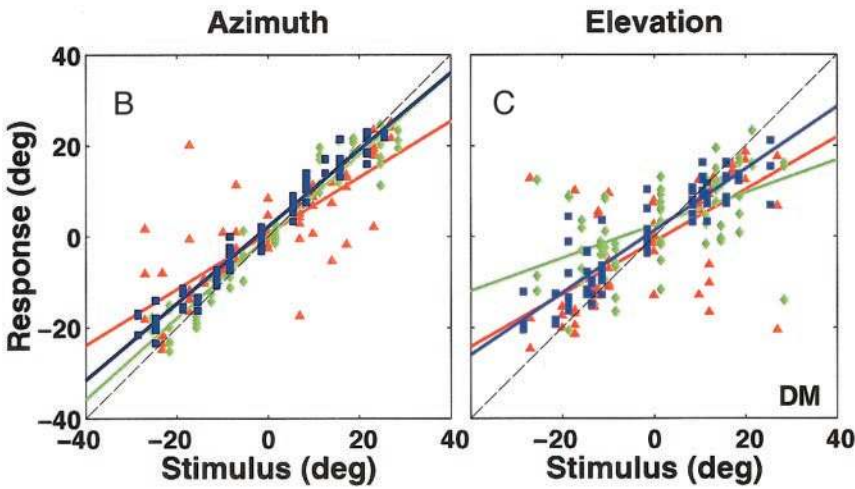 Azimuth Elevation
Response (deg)
40
20
0
−20
−40
B
C
DM
−40 −20 0 20 40
−20 0 20 40
Stimulus (deg) Stimulus (deg)